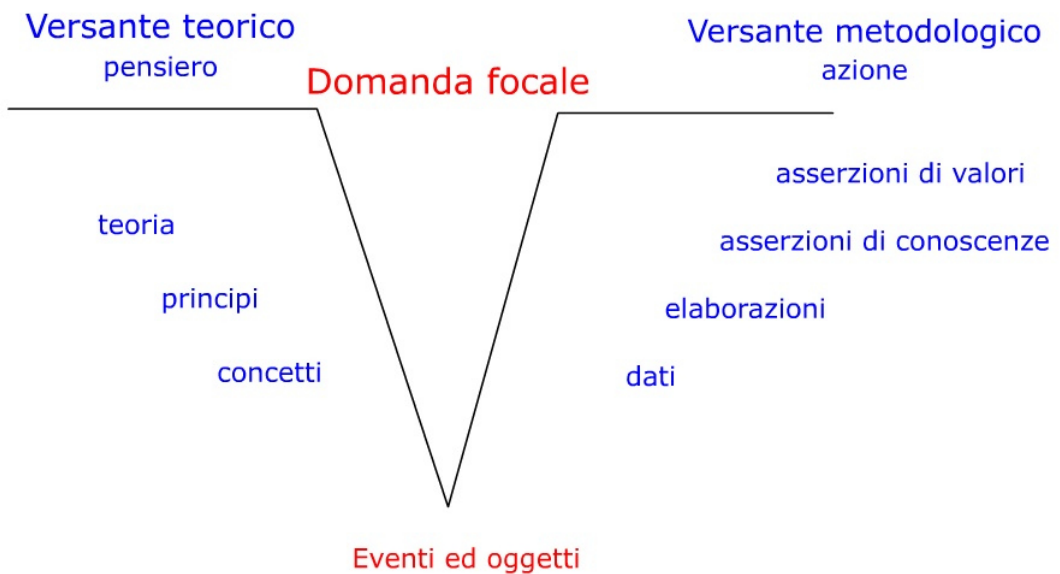 Versante teorico
pensiero
Domanda focale
Versante metodologico
azione
teoria
principi
concetti
asserzioni di valori
asserzioni di conoscenze
elaborazioni
dati
Eventi ed oggetti